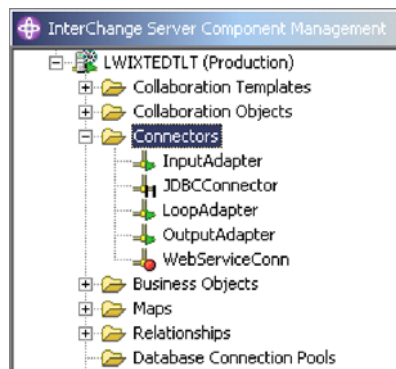 InterChange Server Component Management
LWIXTEDTLT (Production)
Collaboration Templates
Collaboration Objects
Connectors
InputAdapter
JDBCConnector
LoopAdapter
OutputAdapter
WebServiceConn
Business Objects
Maps
Relationships
Database Connection Pools